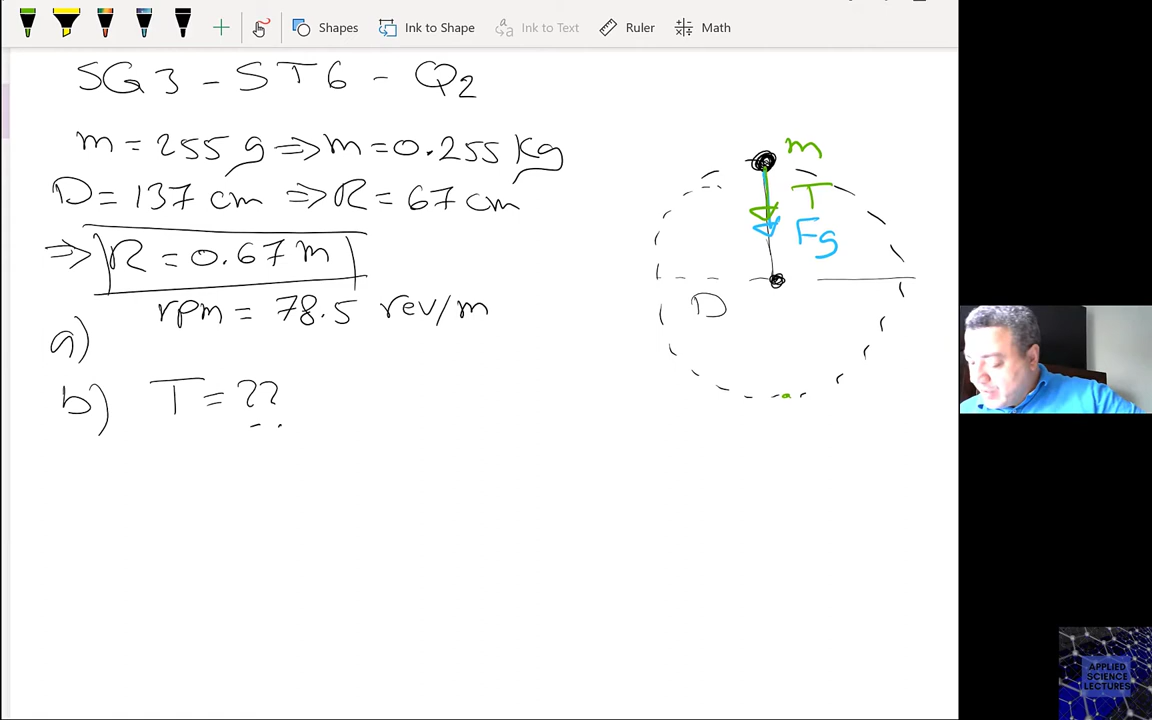 Shapes Ink to Shape Ink to Text Ruler Math
SG3 - ST6 - Q2
m = 255 g => m = 0.255 kg
D = 137 cm => R = 67 cm
=> R = 0.67 m
rpm = 78.5 rev/m
a)
b) T = ??
m
T
Fg
D
APPLIED
SCIENCE
LECTURES